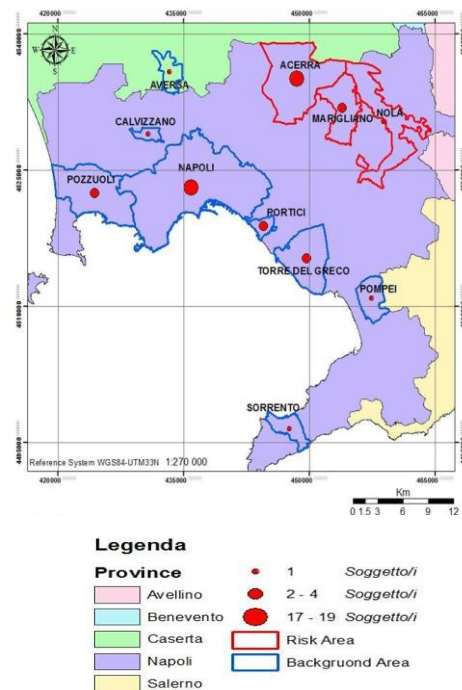 420000 435000 450000 465000
4540000
N
W E
S
ACERRA
AVERSA
MARIGLIANO NOLA
CALVIZZANO
4525000
POZZUOLI NAPOLI
PORTICI
TORRE DEL GRECO
POMPEI
4510000
SORRENTO
4495000
Reference System WGS84-UTM33N 1:270 000
420000 435000 450000 465000
Km
0 1.5 3 6 9 12
Legenda
Province
Avellino
Benevento
Caserta
Napoli
Salerno
1 Soggetto/i
2 - 4 Soggetto/i
17 - 19 Soggetto/i
Risk Area
Background Area